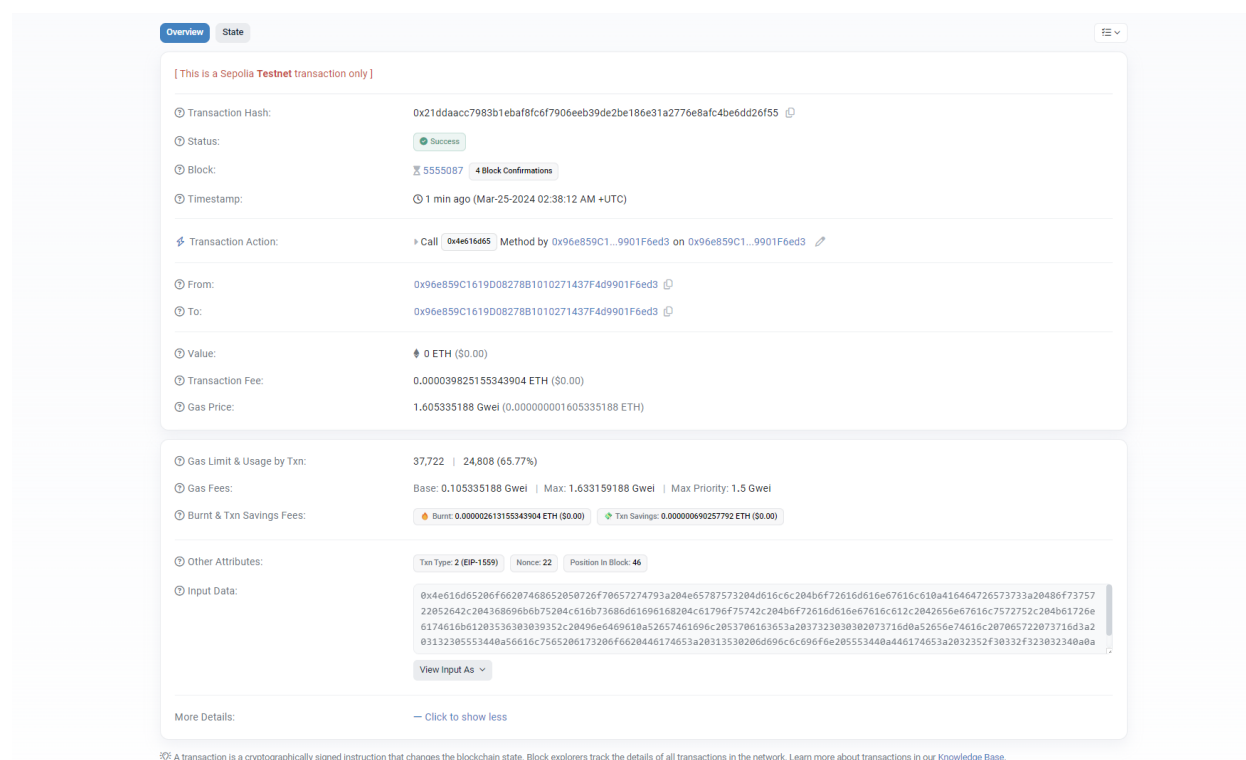 Overview State
[ This is a Sepolia Testnet transaction only ]
Transaction Hash: 0x21ddaacc7983b1ebaf8fc6f7906eeb39de2be186e31a2776e8afc4be6dd26f55
Status: Success
Block: 5555087 4 Block Confirmations
Timestamp: 1 min ago (Mar-25-2024 02:38:12 AM +UTC)
Transaction Action: Call 0x4e616d65 Method by 0x96e859C1...9901F6ed3 on 0x96e859C1...9901F6ed3
From: 0x96e859C1619D08278B1010271437F4d9901F6ed3
To: 0x96e859C1619D08278B1010271437F4d9901F6ed3
Value: 0 ETH ($0.00)
Transaction Fee: 0.000039825155343904 ETH ($0.00)
Gas Price: 1.605335188 Gwei (0.000000001605335188 ETH)
Gas Limit & Usage by Txn: 37,722 | 24,808 (65.77%)
Gas Fees: Base: 0.105335188 Gwei | Max: 1.633159188 Gwei | Max Priority: 1.5 Gwei
Burnt & Txn Savings Fees: Burnt: 0.000002613155343904 ETH ($0.00) Txn Savings: 0.000000690257792 ETH ($0.00)
Other Attributes: Txn Type: 2 (EIP-1559) Nonce: 22 Position In Block: 46
Input Data: 0x4e616d65206f66207468652050726f70657274793a204e65787573204d616c6c204b6f72616d616e67616c610a416464726573733a20486f73757
22052642c204368696b6b75204c616b73686d61696168204c61796f75742c204b6f72616d616e67616c612c2042656e67616c7572752c204b61726e
6174616b61203536303039352c20496e6469610a52657461696c2053706163653a203732303030207371 6d0a52656e74616c207065722073716d3a2
03132305553440a56616c7565206173206f6620446174653a20313530206d696c6c696f6e205553440a446174653a2032352f30332f323032340a0a
View Input As
More Details: Click to show less
A transaction is a cryptographically signed instruction that changes the blockchain state. Block explorers track the details of all transactions in the network. Learn more about transactions in our Knowledge Base.